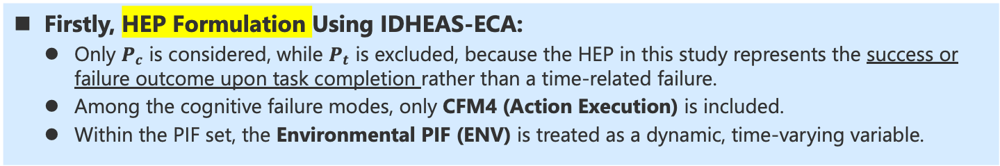 ■ Firstly, HEP Formulation Using IDHEAS-ECA:
● Only P_c is considered, while P_t is excluded, because the HEP in this study represents the success or
failure outcome upon task completion rather than a time-related failure.
● Among the cognitive failure modes, only CFM4 (Action Execution) is included.
● Within the PIF set, the Environmental PIF (ENV) is treated as a dynamic, time-varying variable.